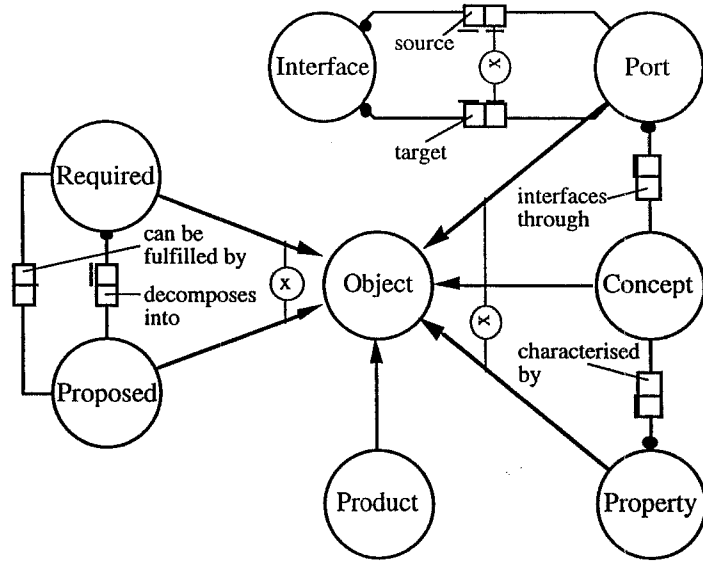 source
x
Interface
Port
target
Required
interfaces
through
can be
fulfilled by
x
Object
Concept
decomposes
into
x
characterised
by
Proposed
Product
Property